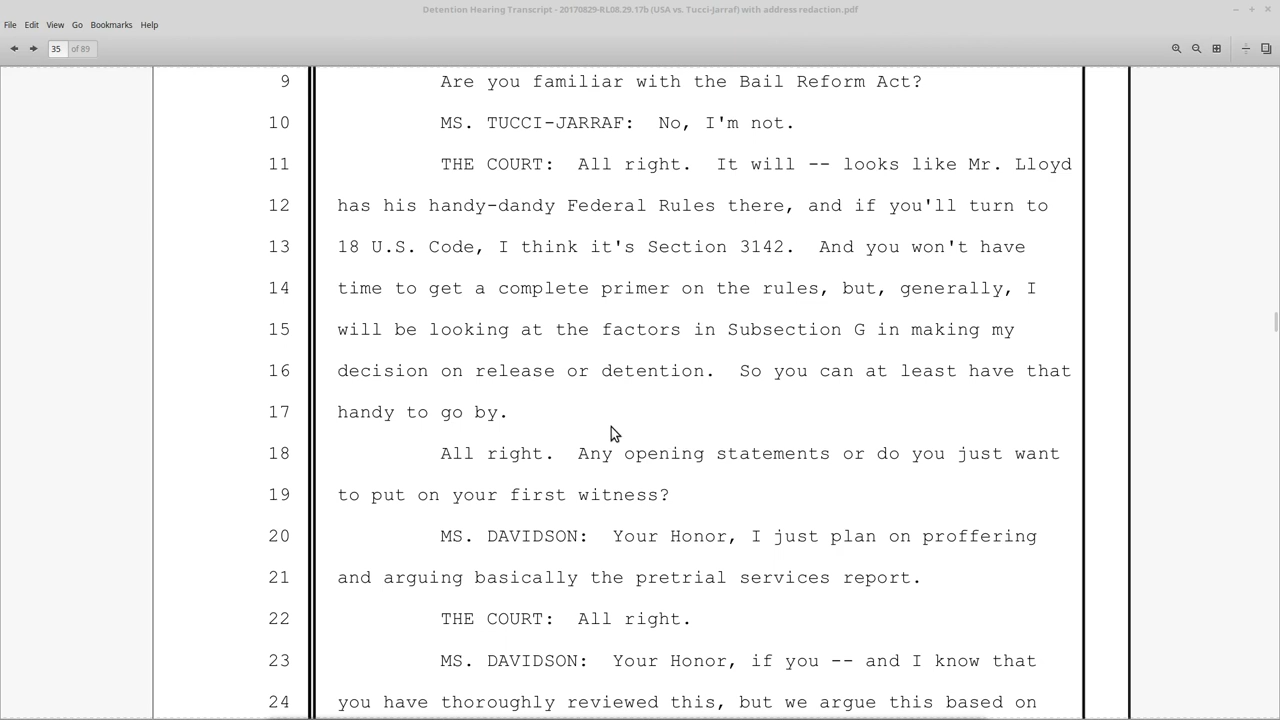 Detention Hearing Transcript - 20170829-RL08.29.17b (USA vs. Tucci-Jarraf) with address redaction.pdf
File Edit View Go Bookmarks Help
35 of 89
9 Are you familiar with the Bail Reform Act?
10 MS. TUCCI-JARRAF: No, I'm not.
11 THE COURT: All right. It will -- looks like Mr. Lloyd
12 has his handy-dandy Federal Rules there, and if you'll turn to
13 18 U.S. Code, I think it's Section 3142. And you won't have
14 time to get a complete primer on the rules, but, generally, I
15 will be looking at the factors in Subsection G in making my
16 decision on release or detention. So you can at least have that
17 handy to go by.
18 All right. Any opening statements or do you just want
19 to put on your first witness?
20 MS. DAVIDSON: Your Honor, I just plan on proffering
21 and arguing basically the pretrial services report.
22 THE COURT: All right.
23 MS. DAVIDSON: Your Honor, if you -- and I know that
24 you have thoroughly reviewed this, but we argue this based on